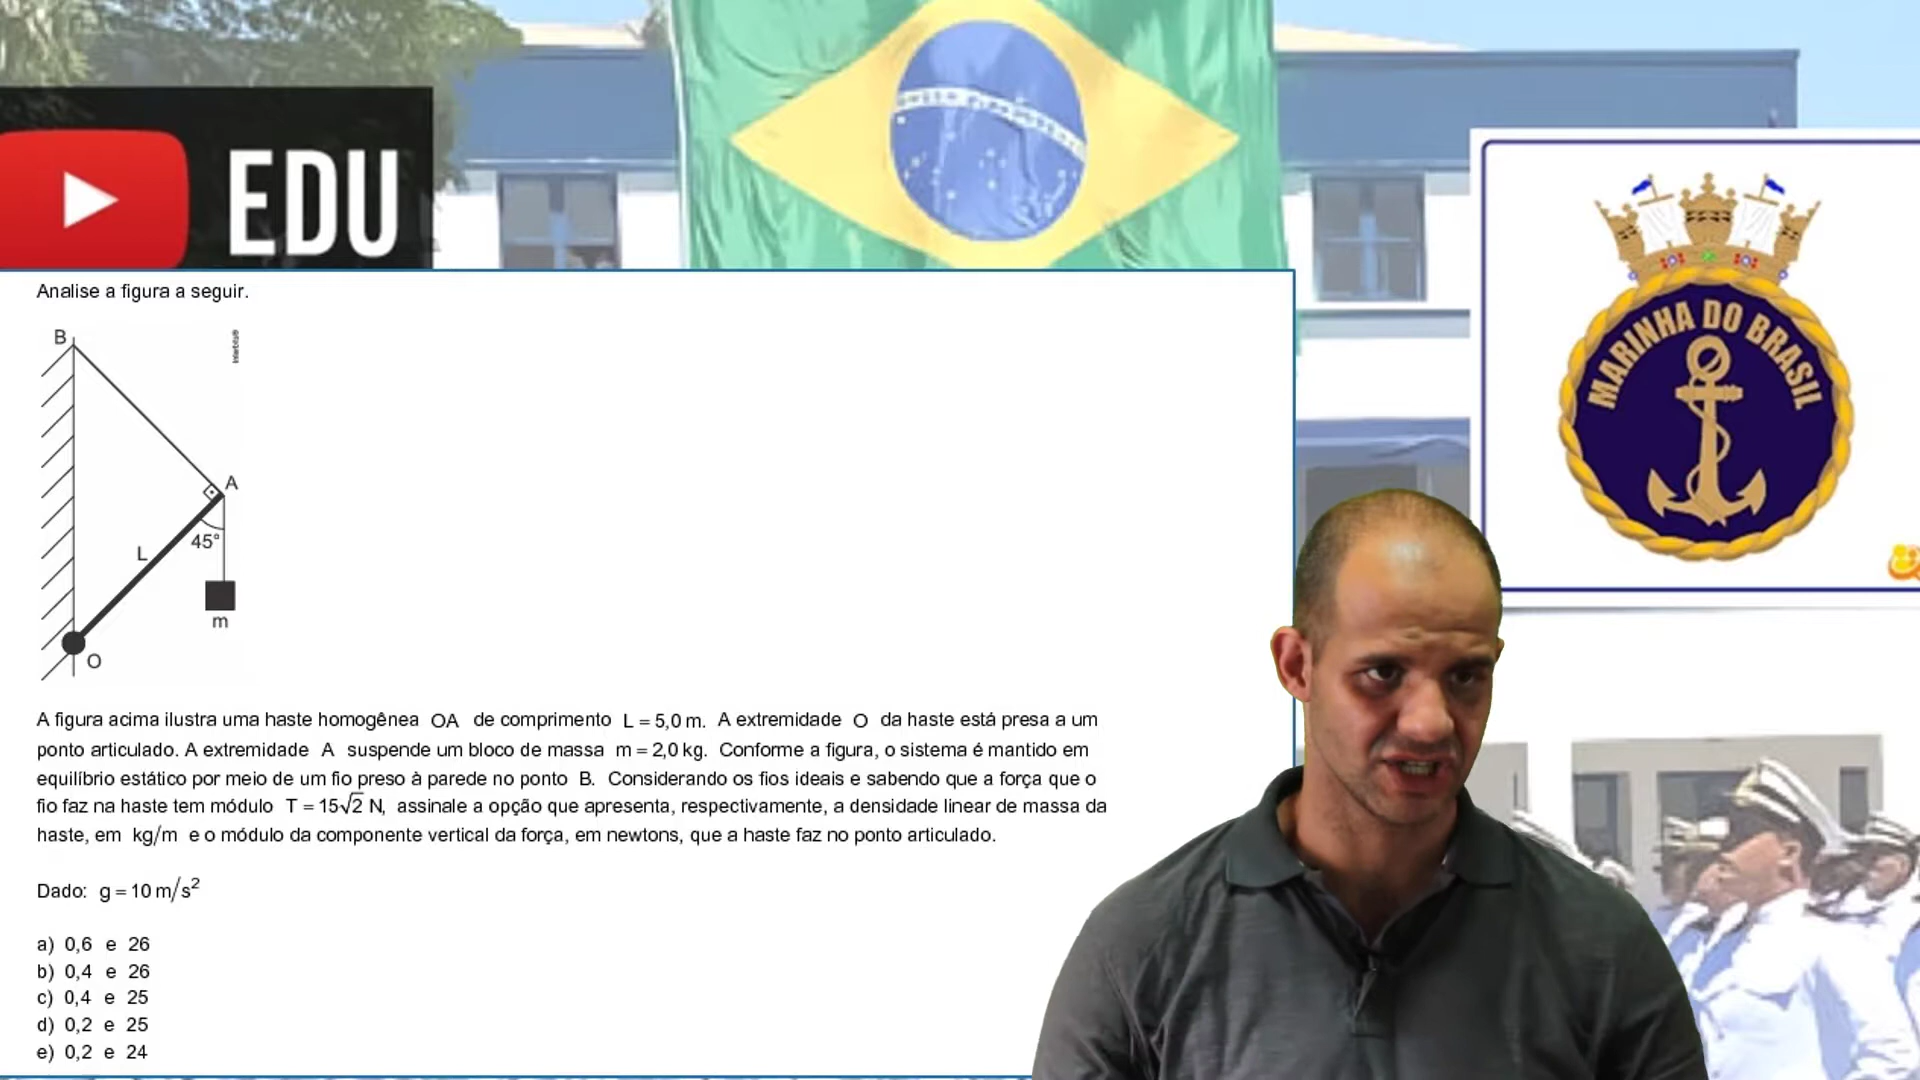 EDU
MARINHA DO BRASIL
Analise a figura a seguir.
B
A
45°
L
m
O
A figura acima ilustra uma haste homogênea OA de comprimento L = 5,0 m. A extremidade O da haste está presa a um
ponto articulado. A extremidade A suspende um bloco de massa m = 2,0 kg. Conforme a figura, o sistema é mantido em
equilíbrio estático por meio de um fio preso à parede no ponto B. Considerando os fios ideais e sabendo que a força que o
fio faz na haste tem módulo T = 15√2 N, assinale a opção que apresenta, respectivamente, a densidade linear de massa da
haste, em kg/m e o módulo da componente vertical da força, em newtons, que a haste faz no ponto articulado.
Dado: g = 10 m/s²
a) 0,6 e 26
b) 0,4 e 26
c) 0,4 e 25
d) 0,2 e 25
e) 0,2 e 24